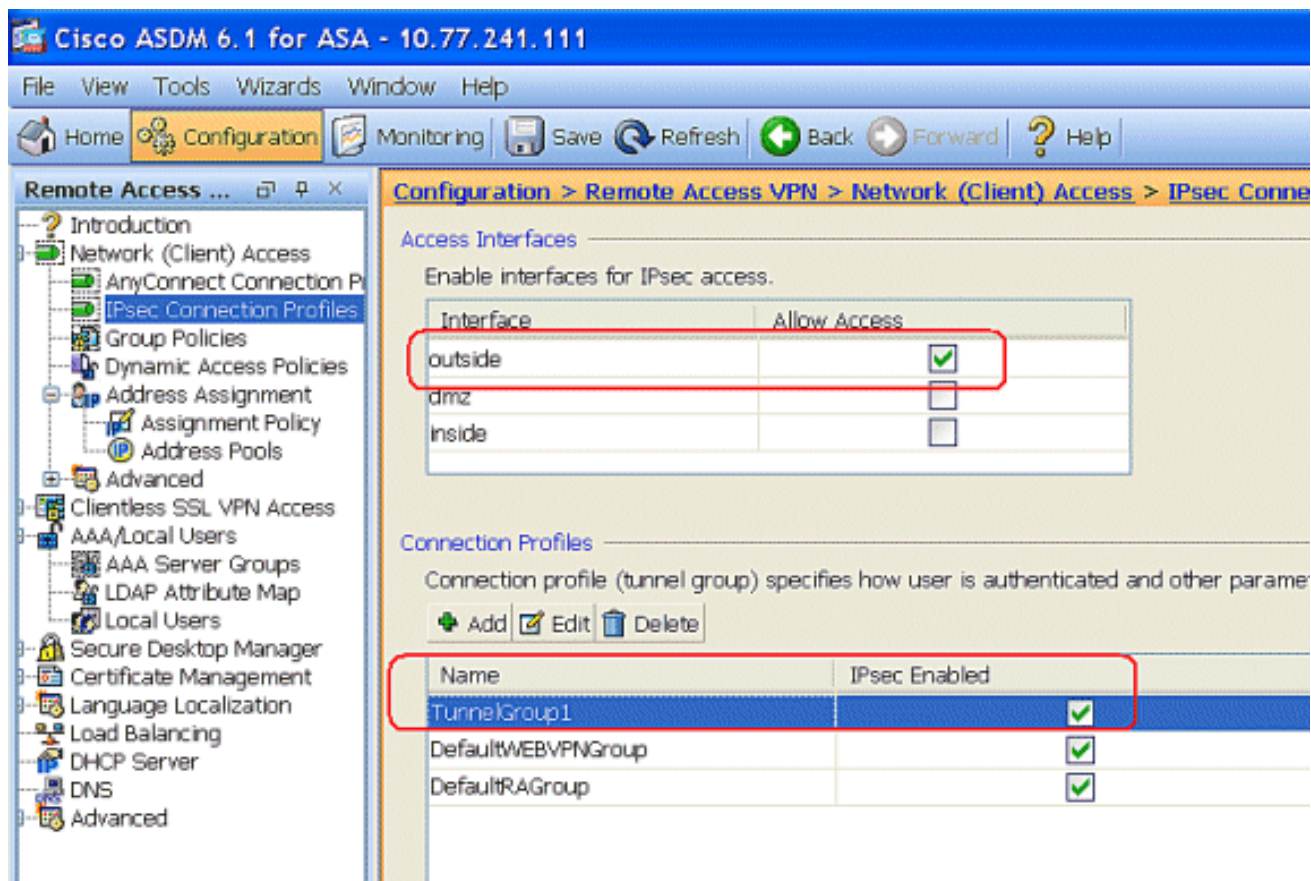 Cisco ASDM 6.1 for ASA - 10.77.241.111
File View Tools Wizards Window Help
Home Configuration Monitoring Save Refresh Back Forward Help
Remote Access ...
Introduction
Network (Client) Access
AnyConnect Connection P
IPsec Connection Profiles
Group Policies
Dynamic Access Policies
Address Assignment
Assignment Policy
Address Pools
Advanced
Clientless SSL VPN Access
AAA/Local Users
AAA Server Groups
LDAP Attribute Map
Local Users
Secure Desktop Manager
Certificate Management
Language Localization
Load Balancing
DHCP Server
DNS
Advanced
Configuration > Remote Access VPN > Network (Client) Access > IPsec Conne
Access Interfaces
Enable interfaces for IPsec access.
Interface Allow Access
outside
dmz
inside
Connection Profiles
Connection profile (tunnel group) specifies how user is authenticated and other parame
Add Edit Delete
Name IPsec Enabled
TunnelGroup1
DefaultWEBVPNGroup
DefaultRAGroup